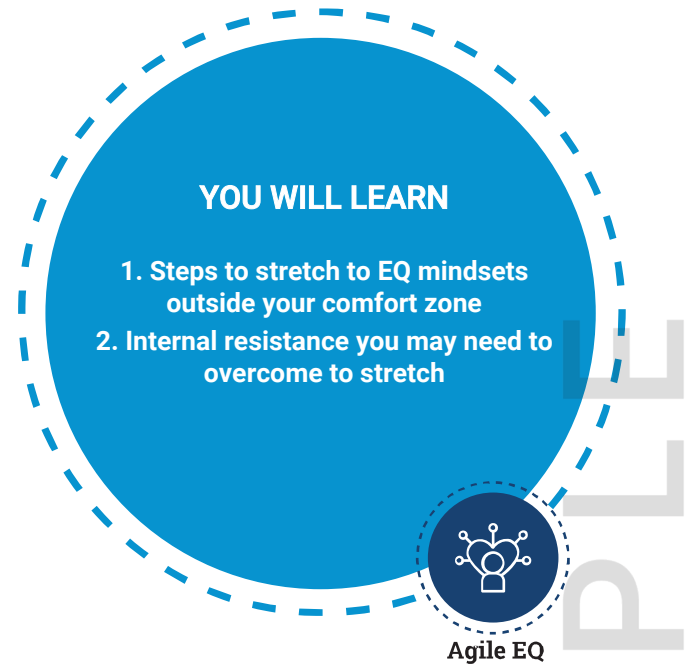 YOU WILL LEARN
1. Steps to stretch to EQ mindsets
outside your comfort zone
2. Internal resistance you may need to
overcome to stretch
Agile EQ
PLE